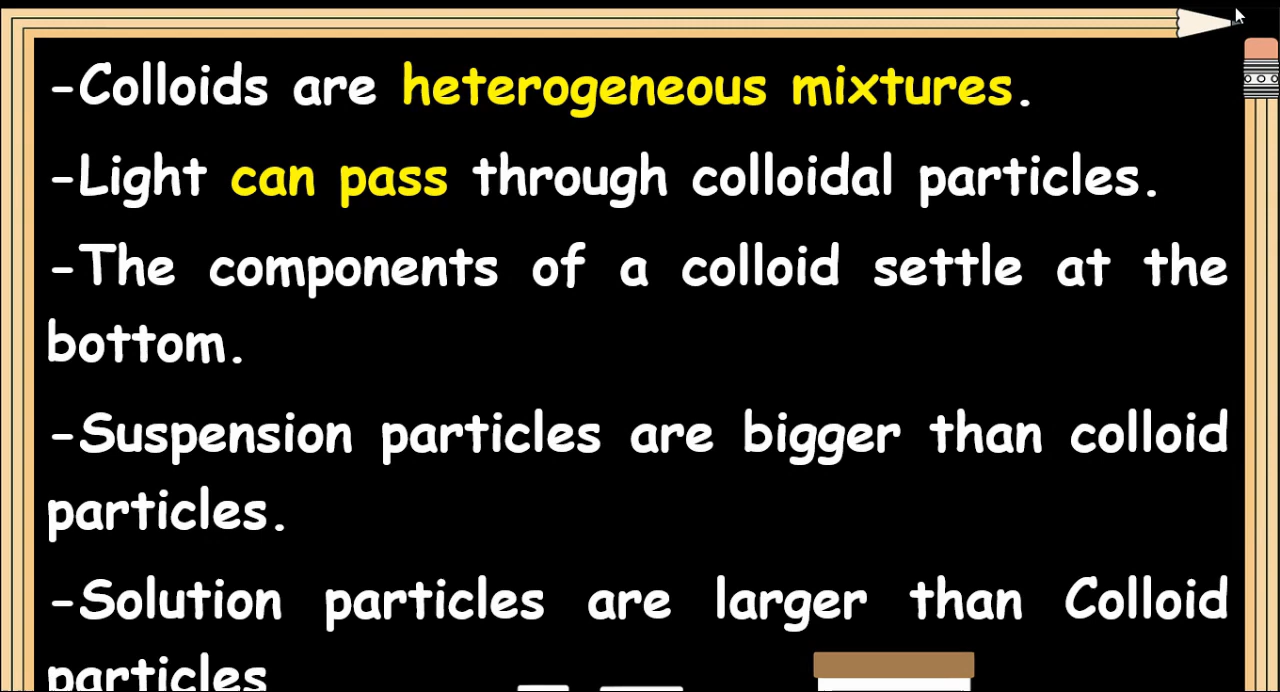 -Colloids are heterogeneous mixtures.
-Light can pass through colloidal particles.
-The components of a colloid settle at the
bottom.
-Suspension particles are bigger than colloid
particles.
-Solution particles are larger than Colloid
particles